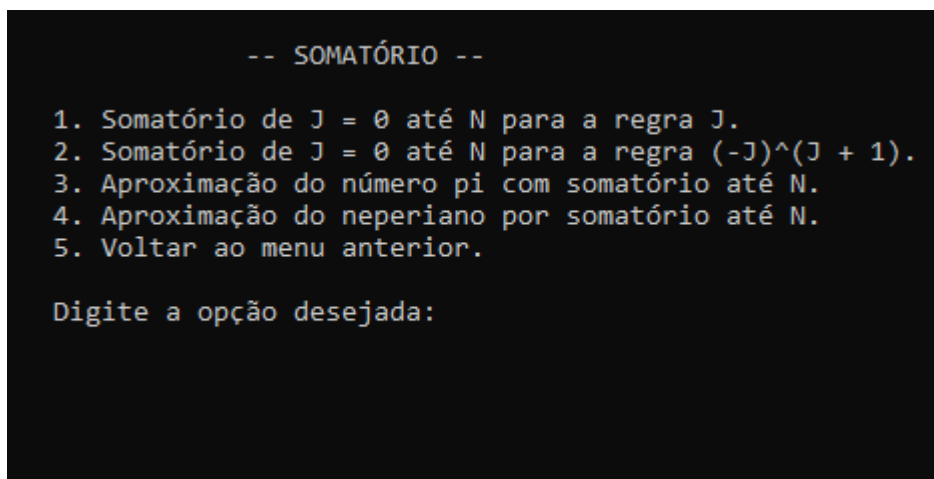 -- SOMATÓRIO --
1. Somatório de J = 0 até N para a regra J.
2. Somatório de J = 0 até N para a regra (-J)^(J + 1).
3. Aproximação do número pi com somatório até N.
4. Aproximação do neperiano por somatório até N.
5. Voltar ao menu anterior.
Digite a opção desejada: